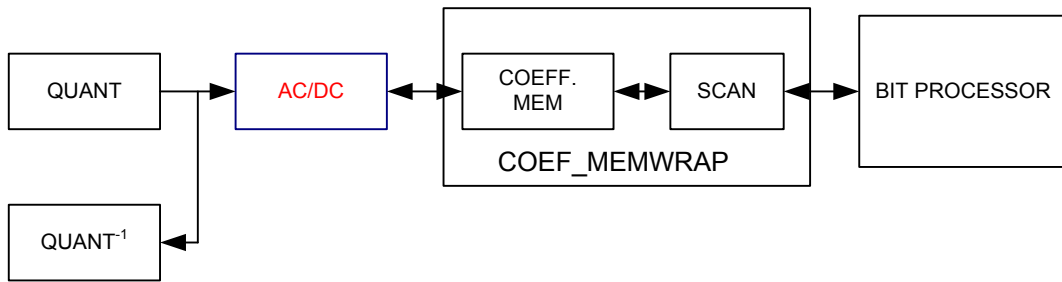 QUANT
AC/DC
COEFF.
MEM
SCAN
BIT PROCESSOR
COEF_MEMWRAP
QUANT⁻¹